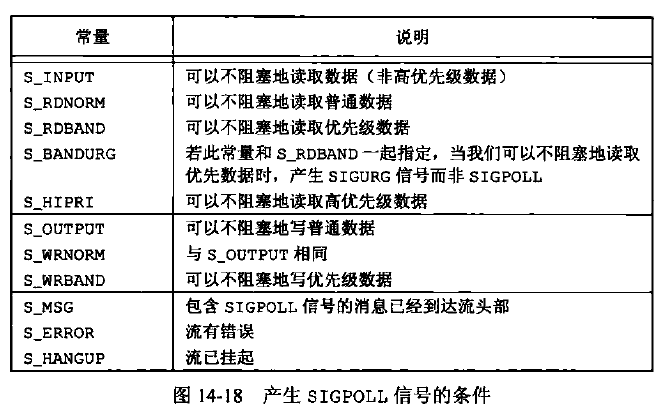 常量 说明
S_INPUT 可以不阻塞地读取数据（非高优先级数据）
S_RDNORM 可以不阻塞地读取普通数据
S_RDBAND 可以不阻塞地读取优先级数据
S_BANDURG 若此常量和 S_RDBAND 一起指定，当我们可以不阻塞地读取
优先数据时，产生 SIGURG 信号而非 SIGPOLL
S_HIPRI 可以不阻塞地读取高优先级数据
S_OUTPUT 可以不阻塞地写普通数据
S_WRNORM 与 S_OUTPUT 相同
S_WRBAND 可以不阻塞地写优先级数据
S_MSG 包含 SIGPOLL 信号的消息已经到达流头部
S_ERROR 流有错误
S_HANGUP 流已挂起
图 14-18 产生 SIGPOLL 信号的条件